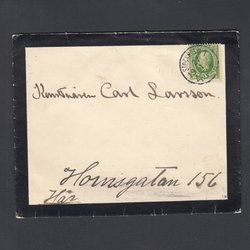 Konstnären Carl Larsson.
Hornsgatan 156
Här